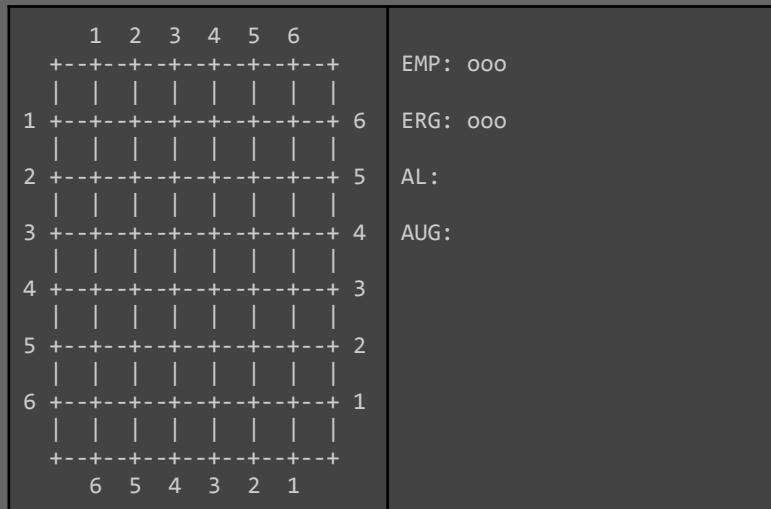 1 2 3 4 5 6
+--+--+--+--+--+--+--+
| | | | | | | |
1 +--+--+--+--+--+--+--+ 6
| | | | | | | |
2 +--+--+--+--+--+--+--+ 5
| | | | | | | |
3 +--+--+--+--+--+--+--+ 4
| | | | | | | |
4 +--+--+--+--+--+--+--+ 3
| | | | | | | |
5 +--+--+--+--+--+--+--+ 2
| | | | | | | |
6 +--+--+--+--+--+--+--+ 1
| | | | | | | |
+--+--+--+--+--+--+--+
6 5 4 3 2 1
EMP: ooo
ERG: ooo
AL:
AUG: